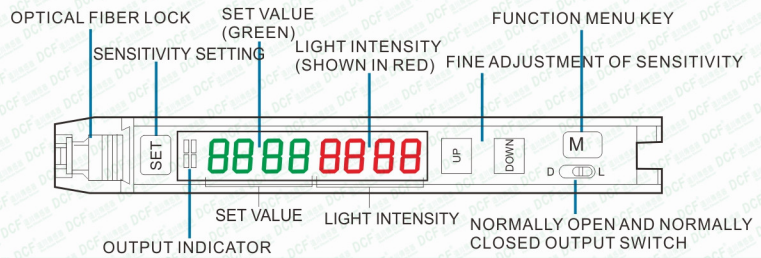 OPTICAL FIBER LOCK
SET VALUE
(GREEN)
LIGHT INTENSITY
(SHOWN IN RED)
FUNCTION MENU KEY
SENSITIVITY SETTING
FINE ADJUSTMENT OF SENSITIVITY
SET
8888 8888
UP
DOWN
M
D L
SET VALUE
LIGHT INTENSITY
OUTPUT INDICATOR
NORMALLY OPEN AND NORMALLY
CLOSED OUTPUT SWITCH
DCF